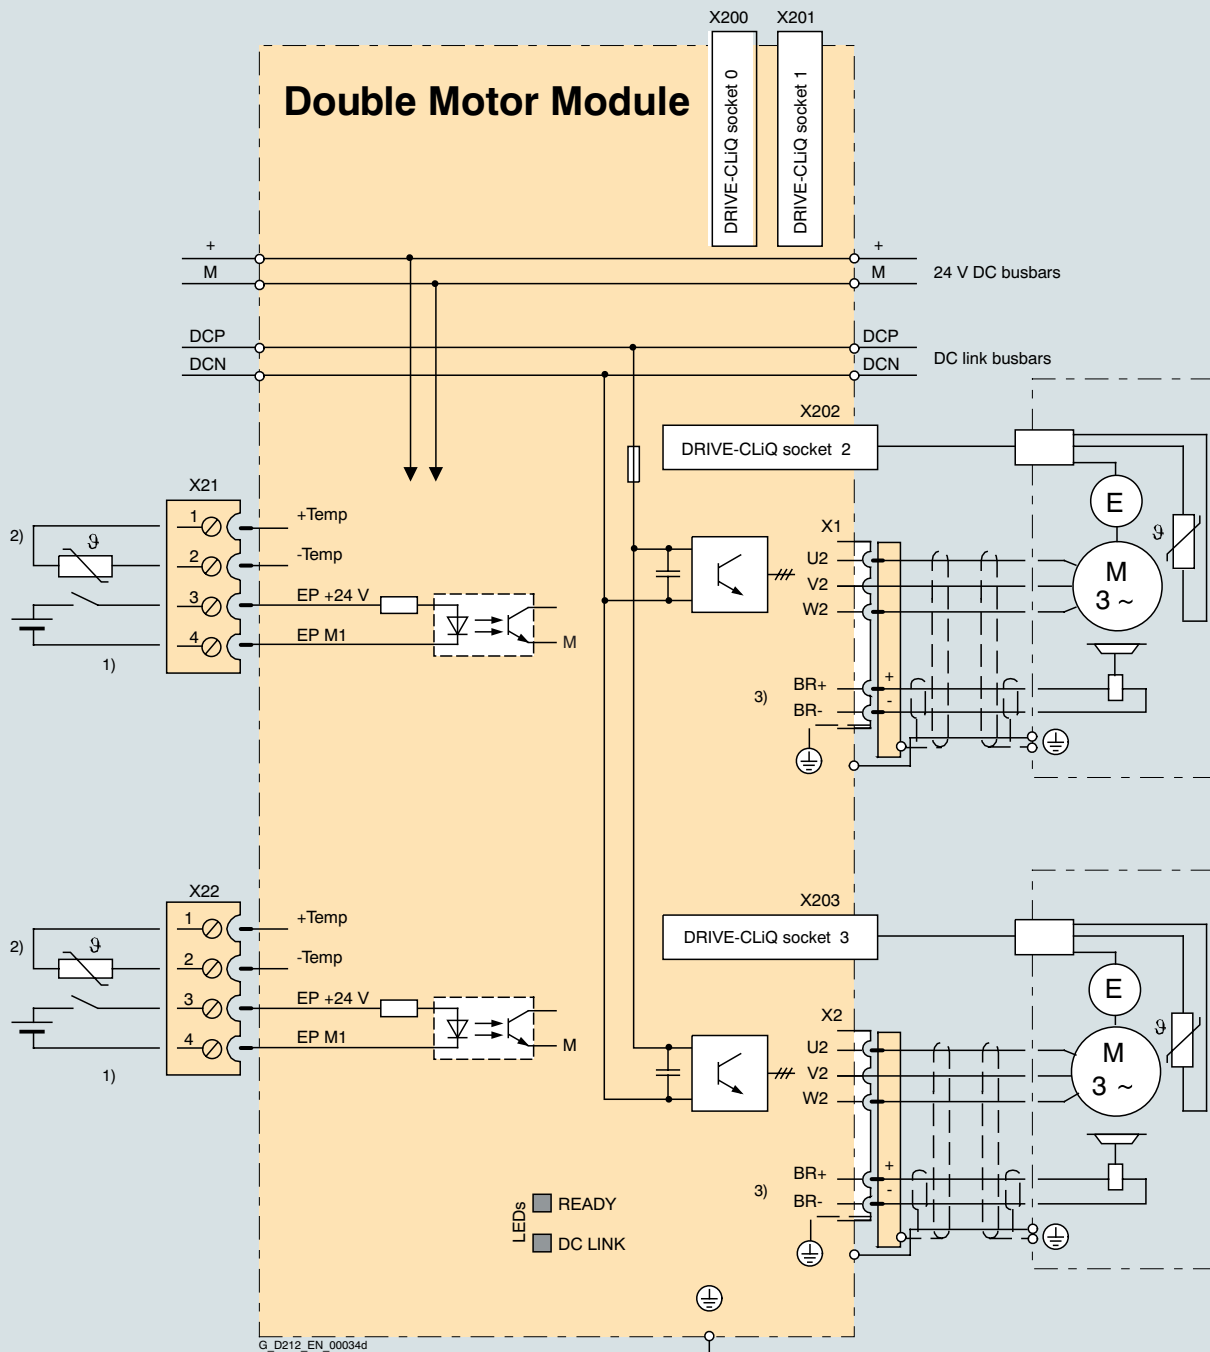 X200 X201
Double Motor Module
DRIVE-CLiQ socket 0
DRIVE-CLiQ socket 1
+ +
M M 24 V DC busbars
DCP DCP
DCN DCN DC link busbars
X202
DRIVE-CLiQ socket 2
X21
1 +Temp
2) ϑ
2 -Temp
3 EP +24 V
4 EP M1
M
1)
E
ϑ
X1
U2
V2
W2
M
3 ~
3) BR+ +
BR- -
X22
1 +Temp
2) ϑ
2 -Temp
3 EP +24 V
4 EP M1
M
1)
X203
DRIVE-CLiQ socket 3
E
ϑ
X2
U2
V2
W2
M
3 ~
3) BR+ +
BR- -
LEDs
READY
DC LINK
G_D212_EN_00034d